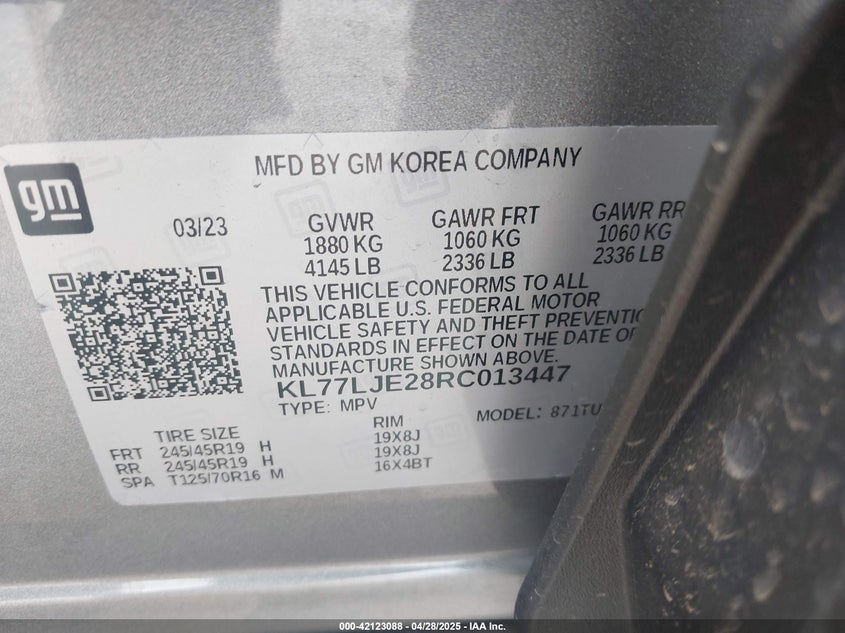 MFD BY GM KOREA COMPANY
gm
03/23
GVWR
1880 KG
4145 LB
GAWR FRT
1060 KG
2336 LB
GAWR RR
1060 KG
2336 LB
THIS VEHICLE CONFORMS TO ALL
APPLICABLE U.S. FEDERAL MOTOR
VEHICLE SAFETY AND THEFT
STANDARDS IN EFFECT ON THE DATE
MANUFACTURE SHOWN ABOVE.
KL77LJE28RC013447
TYPE: MPV
MODEL: 871TU
TIRE SIZE RIM
FRT 245/45R19 H 19X8J
RR 245/45R19 H 19X8J
SPA T125/70R16 M 16X4BT
000-42123088 - 04/28/2025 - IAA Inc.